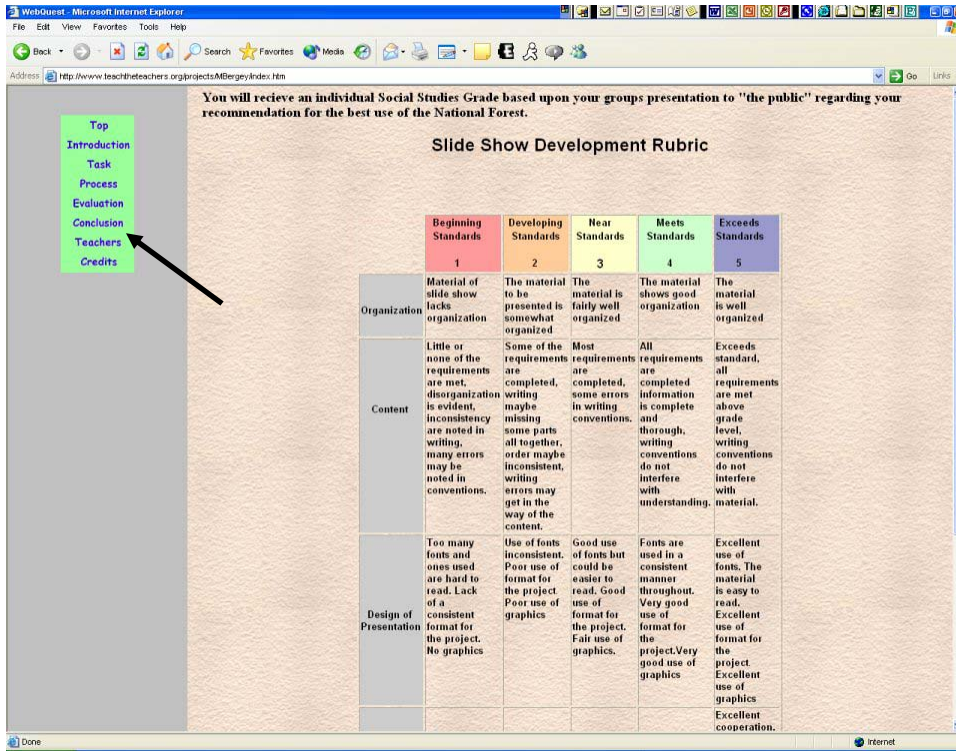 WebQuest - Microsoft Internet Explorer
File Edit View Favorites Tools Help
Back Search Favorites Media
Address http://www.teachtheteachers.org/projects/MBergey/index.htm Go Links
You will recieve an individual Social Studies Grade based upon your groups presentation to "the public" regarding your
recommendation for the best use of the National Forest.
Top
Introduction
Task
Process
Evaluation
Conclusion
Teachers
Credits
Slide Show Development Rubric
Beginning
Standards
1
Developing
Standards
2
Near
Standards
3
Meets
Standards
4
Exceeds
Standards
5
Organization
Material of
slide show
lacks
organization
The material
to be
presented is
somewhat
organized
The
material is
fairly well
organized
The material
shows good
organization
The
material
is well
organized
Content
Little or
none of the
requirements
are met,
disorganization
is evident,
inconsistency
are noted in
writing,
many errors
may be
noted in
conventions.
Some of the
requirements
are
completed,
writing
maybe
missing
some parts
all together,
order maybe
inconsistent,
writing
errors may
get in the
way of the
content.
Most
requirements
are
completed,
some errors
in writing
conventions.
All
requirements
are
completed
information
is complete
and
thorough,
writing
conventions
do not
interfere
with
understanding.
Exceeds
standard,
all
requirements
are met
above
grade
level,
writing
conventions
do not
interfere
with
material.
Design of
Presentation
Too many
fonts and
ones used
are hard to
read. Lack
of a
consistent
format for
the project.
No graphics
Use of fonts
inconsistent.
Poor use of
format for
the project
Poor use of
graphics
Good use
of fonts but
could be
easier to
read. Good
use of
format for
the project.
Fair use of
graphics.
Fonts are
used in a
consistent
manner
throughout.
Very good
use of
format for
the
project.Very
good use of
graphics
Excellent
use of
fonts. The
material
is easy to
read.
Excellent
use of
format for
the
project.
Excellent
use of
graphics
Excellent
cooperation.
Done
Internet